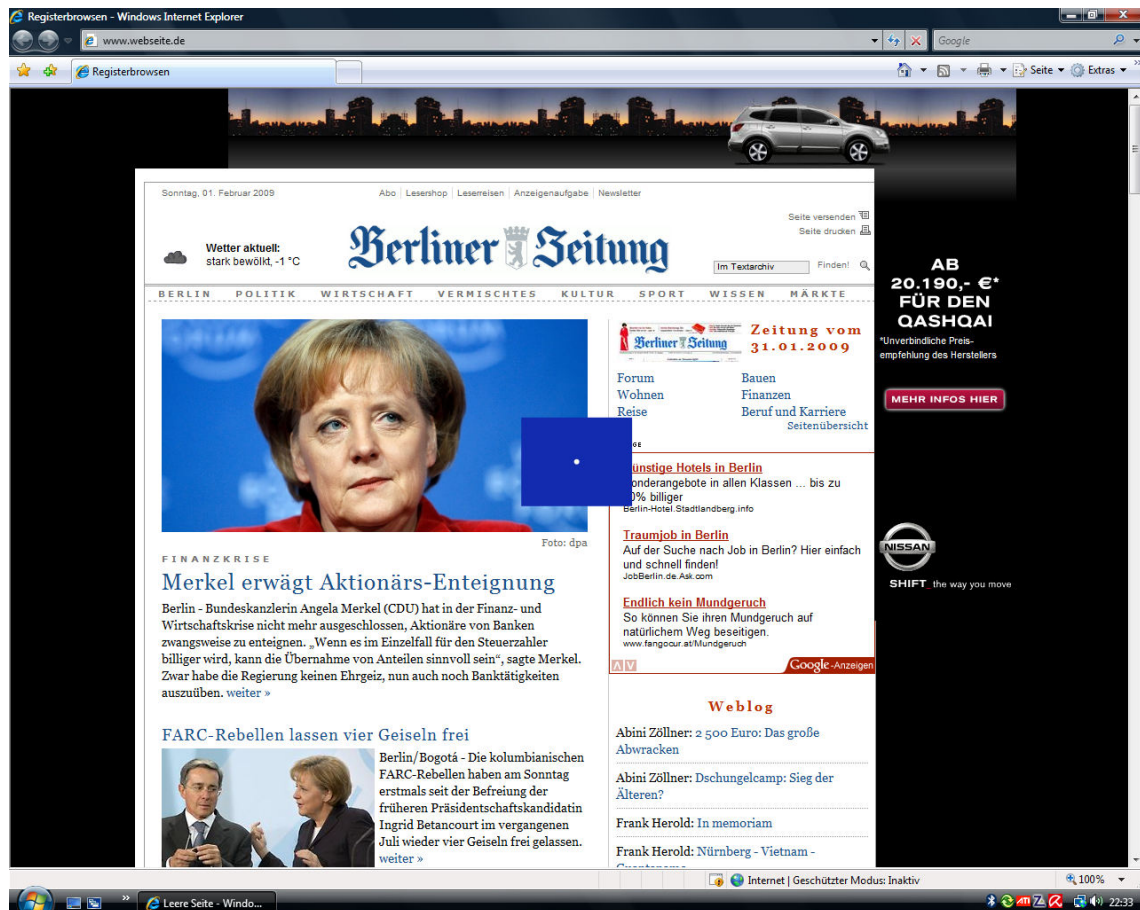 Registerbrowsen - Windows Internet Explorer
www.webseite.de
Google
Registerbrowsen
Seite
Extras
Sonntag, 01. Februar 2009
Abo | Lesershop | Leserreisen | Anzeigenaufgabe | Newsletter
Seite versenden
Seite drucken
Wetter aktuell:
stark bewölkt, -1 °C
Berliner Zeitung
Im Textarchiv
Finden!
BERLIN POLITIK WIRTSCHAFT VERMISCHTES KULTUR SPORT WISSEN MÄRKTE
AB
20.190,- €*
FÜR DEN
QASHQAI
*Unverbindliche Preis-
empfehlung des Herstellers
MEHR INFOS HIER
NISSAN
SHIFT_ the way you move
Berliner Zeitung
Zeitung vom
31.01.2009
Forum
Bauen
Wohnen
Finanzen
Reise
Beruf und Karriere
Seitenübersicht
Hotels in Berlin
in allen Klassen ... bis zu
billiger
Berlin-Hotel.Stadtlandberg.info
Traumjob in Berlin
Auf der Suche nach Job in Berlin? Hier einfach
und schnell finden!
JobBerlin.de.Ask.com
Endlich kein Mundgeruch
So können Sie ihren Mundgeruch auf
natürlichem Weg beseitigen.
www.fangocur.at/Mundgeruch
Google-Anzeigen
Foto: dpa
FINANZKRISE
Merkel erwägt Aktionärs-Enteignung
Berlin - Bundeskanzlerin Angela Merkel (CDU) hat in der Finanz- und
Wirtschaftskrise nicht mehr ausgeschlossen, Aktionäre von Banken
zwangsweise zu enteignen. „Wenn es im Einzelfall für den Steuerzahler
billiger wird, kann die Übernahme von Anteilen sinnvoll sein“, sagte Merkel.
Zwar habe die Regierung keinen Ehrgeiz, nun auch noch Banktätigkeiten
auszuüben. weiter »
FARC-Rebellen lassen vier Geiseln frei
Berlin/Bogotá - Die kolumbianischen
FARC-Rebellen haben am Sonntag
erstmals seit der Befreiung der
früheren Präsidentschaftskandidatin
Ingrid Betancourt im vergangenen
Juli wieder vier Geiseln frei gelassen.
weiter »
Weblog
Abini Zöllner: 2 500 Euro: Das große
Abwracken
Abini Zöllner: Dschungelcamp: Sieg der
Älteren?
Frank Herold: In memoriam
Frank Herold: Nürnberg - Vietnam -
Internet | Geschützter Modus: Inaktiv
100%
Leere Seite - Windo...
ATI
22:33